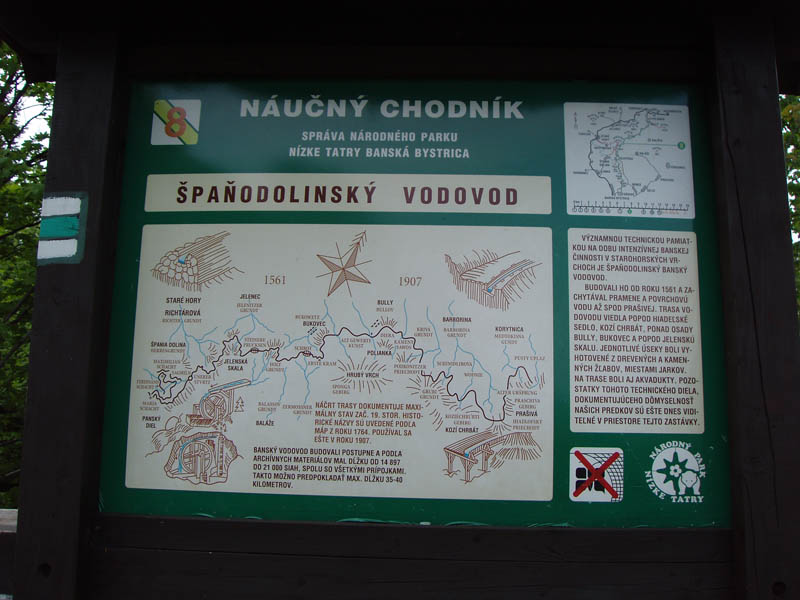 8
NÁUČNÝ CHODNÍK
SPRÁVA NÁRODNÉHO PARKU
NÍZKE TATRY BANSKÁ BYSTRICA
ŠPAŇODOLINSKÝ VODOVOD
1561
1907
STARÉ HORY
RICHTÁROVÁ
RICHTER GRUNDT
JELENEC
JELENITZER
GRUNDT
BUKOVEC
BULLY
BARBORINA
BARBORINA
GRUNDT
KORYTNICA
ŠPANIA DOLINA
HERRENGRUNDT
JELENSKÁ
SKALA
POLIANKA
HRUBÝ VRCH
PANSKÝ
DIEL
BALÁŽE
KOZÍ CHRBÁT
PRAŠIVÁ
NÁČRT TRASY DOKUMENTUJE MAXI-
MÁLNY STAV ZAČ. 19. STOR. HISTO
RICKÉ NÁZVY SÚ UVEDENÉ PODĽA
MÁP Z ROKU 1764. POUŽÍVAL SA
EŠTE V ROKU 1907.
BANSKÝ VODOVOD BUDOVALI POSTUPNE A PODĽA
ARCHÍVNYCH MATERIÁLOV MAL DĹŽKU OD 14 897
DO 21 000 SIAH, SPOLU SO VŠETKÝMI PRÍPOJKAMI.
TAKTO MOŽNO PREDPOKLADAŤ MAX. DĹŽKU 35-40
KILOMETROV.
VÝZNAMNOU TECHNICKOU PAMIAT-
KOU NA DOBU INTENZÍVNEJ BANSKEJ
ČINNOSTI V STAROHORSKÝCH VR-
CHOCH JE ŠPAŇODOLINSKÝ BANSKÝ
VODOVOD.
BUDOVALI HO OD ROKU 1561 A ZA-
CHYTÁVAL PRAMENE A POVRCHOVÚ
VODU AŽ SPOD PRAŠIVEJ. TRASA VO-
DOVODU VIEDLA POPOD HIADEĽSKÉ
SEDLO, KOZÍ CHRBÁT, PONAD OSADY
BULLY, BUKOVEC A POPOD JELENSKÚ
SKALU. JEDNOTLIVÉ ÚSEKY BOLI VY-
HOTOVENÉ Z DREVENÝCH A KAMEN-
NÝCH ŽĽABOV, MIESTAMI JARKOV.
NA TRASE BOLI AJ AKVADUKTY. POZO-
STATKY TOHOTO TECHNICKÉHO DIELA,
DOKUMENTUJÚCEHO DÔMYSELNOSŤ
NAŠICH PREDKOV SÚ EŠTE DNES VIDI-
TEĽNÉ V PRIESTORE TEJTO ZASTÁVKY.
NÁRODNÝ PARK
NÍZKE TATRY